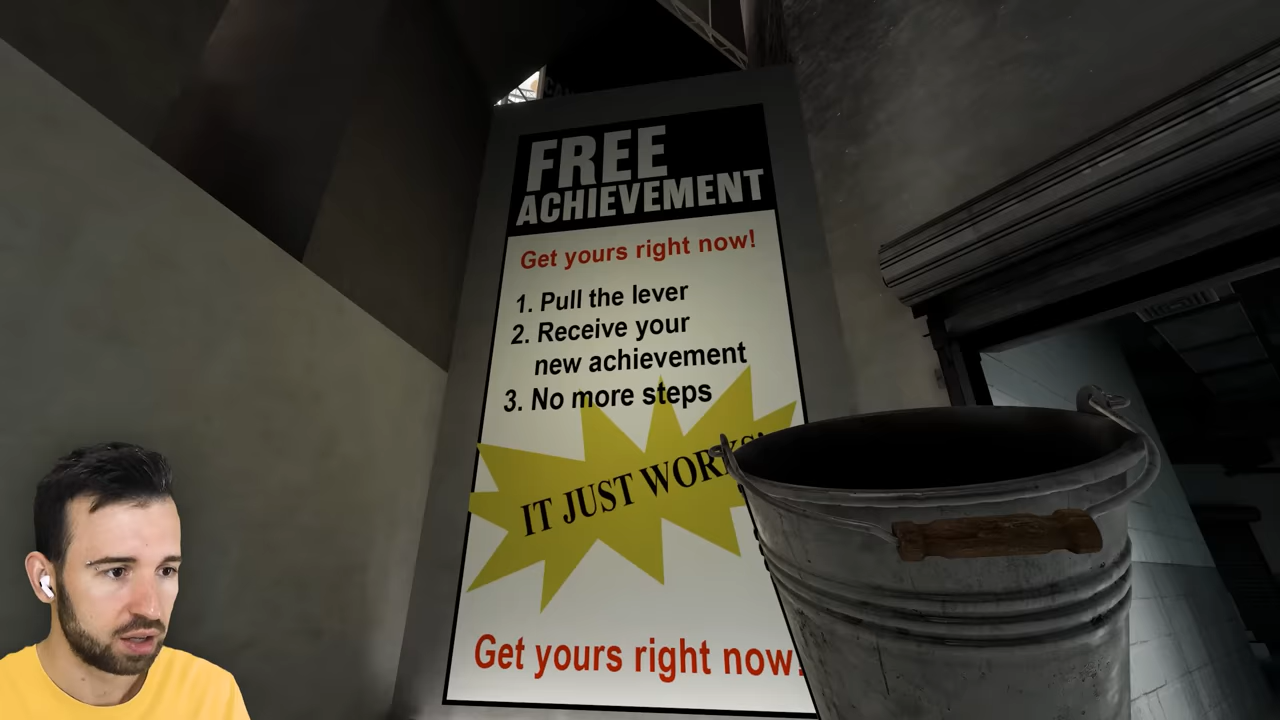 FREE
ACHIEVEMENT
Get yours right now!
1. Pull the lever
2. Receive your
new achievement
3. No more steps
IT JUST WORKS
Get yours right now!